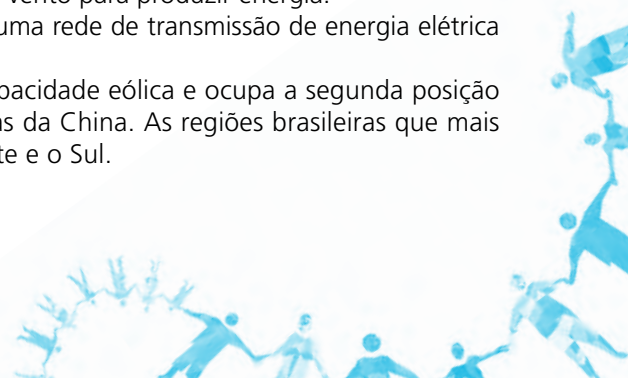 vento para produzir energia.
uma rede de transmissão de energia elétrica
pacidade eólica e ocupa a segunda posição
as da China. As regiões brasileiras que mais
te e o Sul.